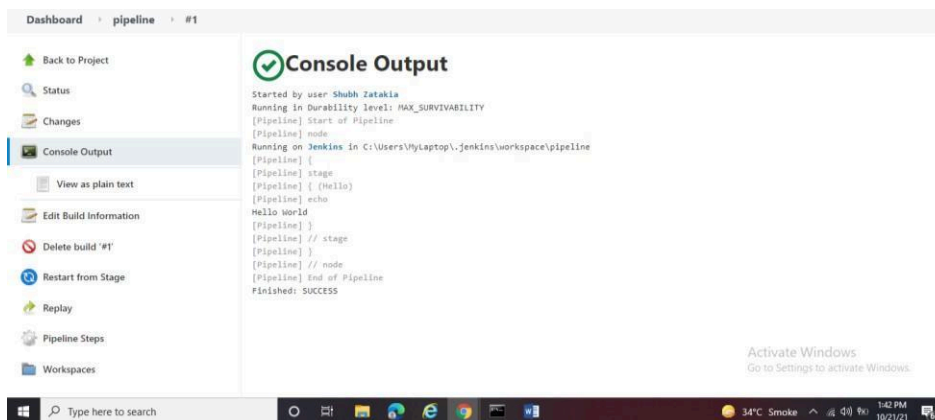 Dashboard pipeline #1
Back to Project
Status
Changes
Console Output
View as plain text
Edit Build Information
Delete build '#1'
Restart from Stage
Replay
Pipeline Steps
Workspaces
Console Output
Started by user Shubh Zatakia
Running in Durability level: MAX_SURVIVABILITY
[Pipeline] Start of Pipeline
[Pipeline] node
Running on Jenkins in C:\Users\MyLaptop\.jenkins\workspace\pipeline
[Pipeline] {
[Pipeline] stage
[Pipeline] { (Hello)
[Pipeline] echo
Hello World
[Pipeline] }
[Pipeline] // stage
[Pipeline] }
[Pipeline] // node
[Pipeline] End of Pipeline
Finished: SUCCESS
Activate Windows
Go to Settings to activate Windows.
Type here to search
34°C Smoke
1:42 PM
10/21/21